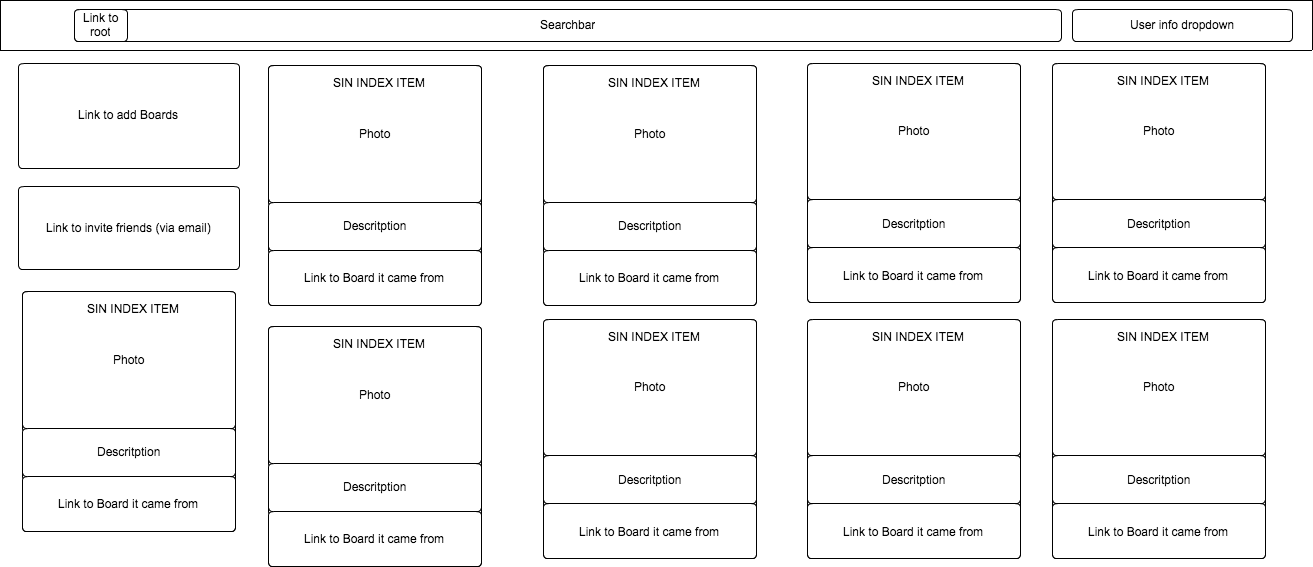 Link to
root
Searchbar
User info dropdown
Link to add Boards
Link to invite friends (via email)
SIN INDEX ITEM
Photo
Descritption
Link to Board it came from
SIN INDEX ITEM
Photo
Descritption
Link to Board it came from
SIN INDEX ITEM
Photo
Descritption
Link to Board it came from
SIN INDEX ITEM
Photo
Descritption
Link to Board it came from
SIN INDEX ITEM
Photo
Descritption
Link to Board it came from
SIN INDEX ITEM
Photo
Descritption
Link to Board it came from
SIN INDEX ITEM
Photo
Descritption
Link to Board it came from
SIN INDEX ITEM
Photo
Descritption
Link to Board it came from
SIN INDEX ITEM
Photo
Descritption
Link to Board it came from